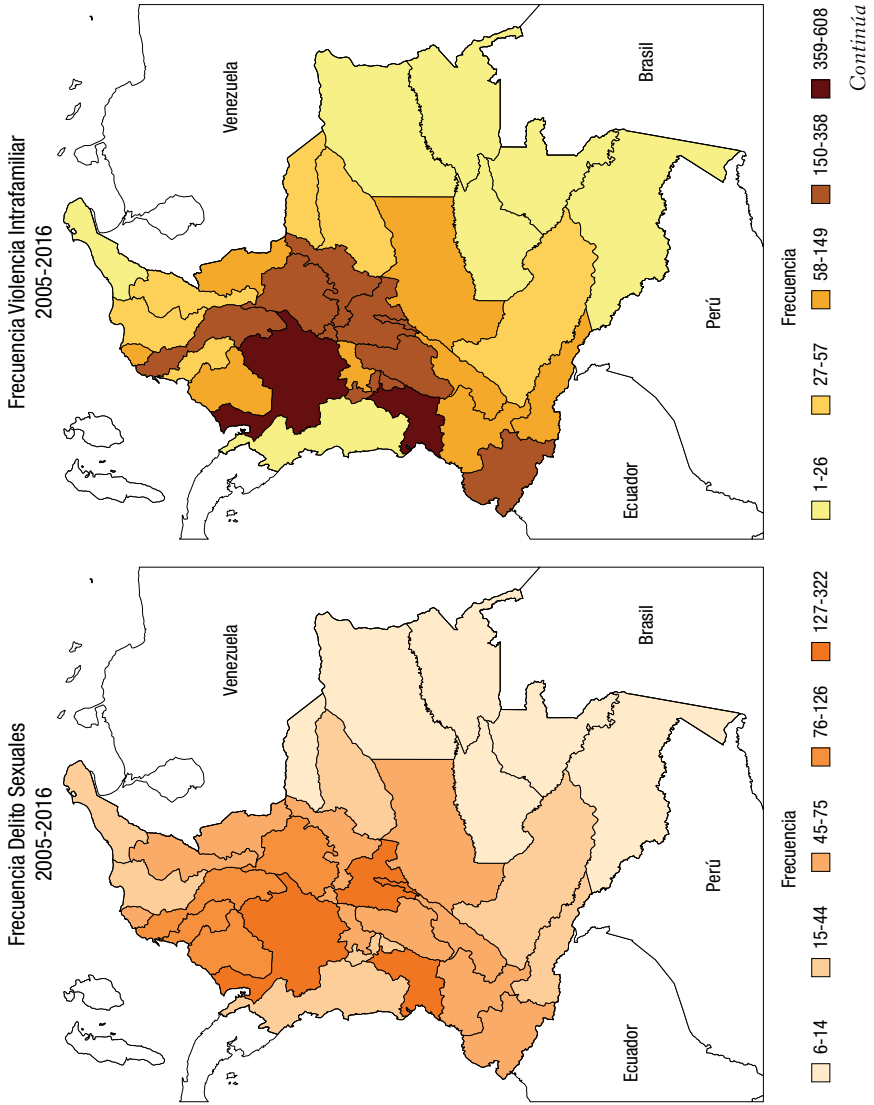 Frecuencia Delito Sexuales
2005-2016
Venezuela
Brasil
Perú
Ecuador
Frecuencia
6-14
15-44
45-75
76-126
127-322
Frecuencia Violencia Intrafamiliar
2005-2016
Venezuela
Brasil
Perú
Ecuador
Frecuencia
1-26
27-57
58-149
150-358
359-608
Continúa